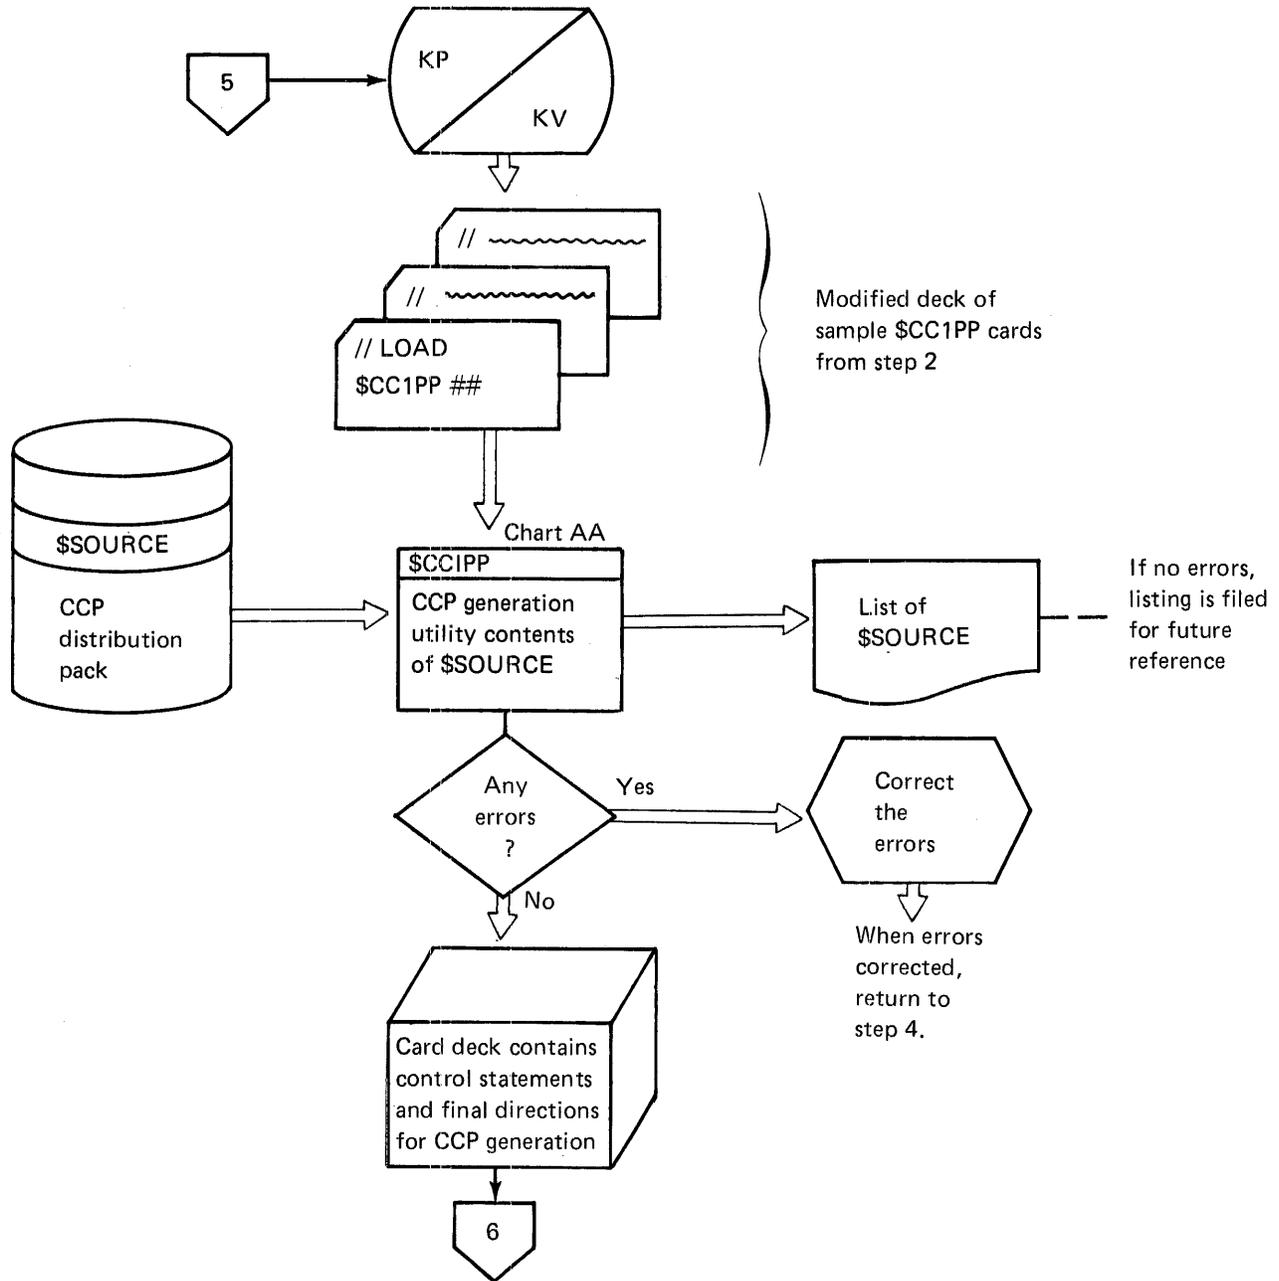 5
KP
KV
//
//
// LOAD
$CC1PP ##
Modified deck of
sample $CC1PP cards
from step 2
$SOURCE
CCP
distribution
pack
Chart AA
$CCIPP
CCP generation
utility contents
of $SOURCE
List of
$SOURCE
If no errors,
listing is filed
for future
reference
Any
errors
?
Yes
No
Correct
the
errors
When errors
corrected,
return to
step 4.
Card deck contains
control statements
and final directions
for CCP generation
6